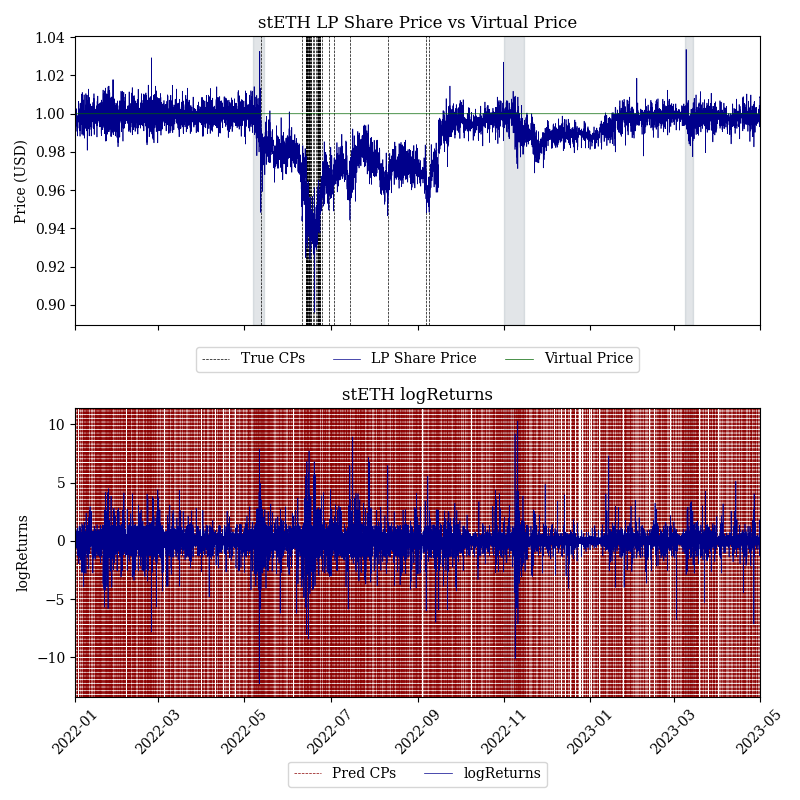 stETH LP Share Price vs Virtual Price
1.04
1.02
1.00
0.98
0.96
0.94
0.92
0.90
Price (USD)
True CPs LP Share Price Virtual Price
stETH logReturns
10
5
0
−5
−10
logReturns
2022-01 2022-03 2022-05 2022-07 2022-09 2022-11 2023-01 2023-03 2023-05
Pred CPs logReturns